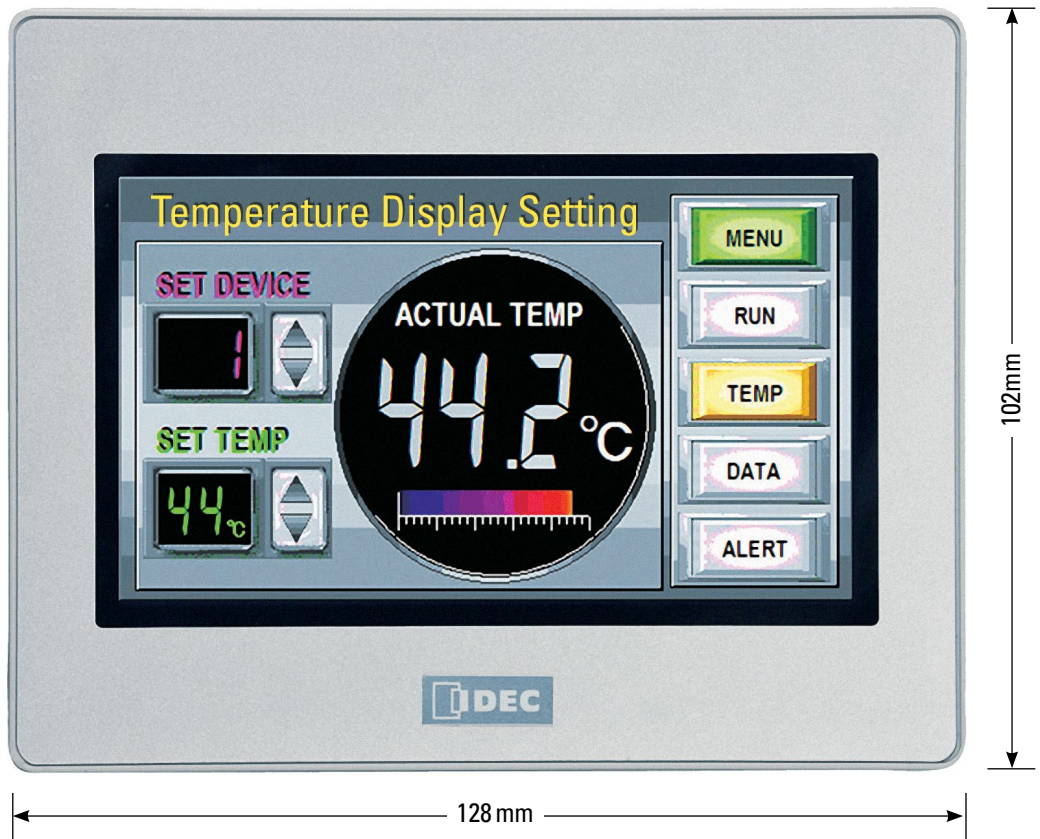 Temperature Display Setting
SET DEVICE
1
SET TEMP
44°C
ACTUAL TEMP
44.2°C
MENU
RUN
TEMP
DATA
ALERT
IDEC
102mm
128 mm